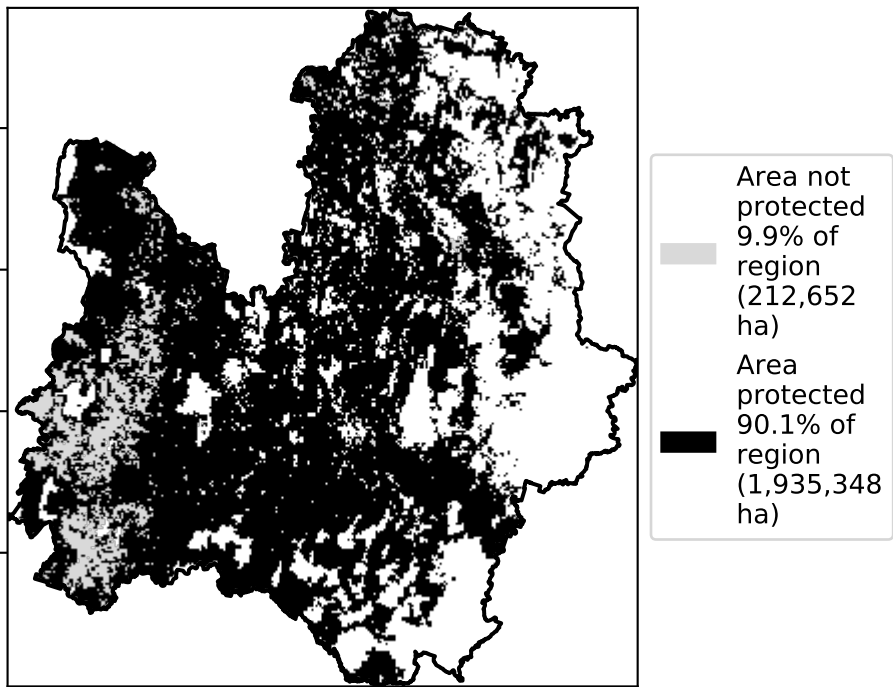 Area not
protected
9.9% of
region
(212,652
ha)
Area
protected
90.1% of
region
(1,935,348
ha)